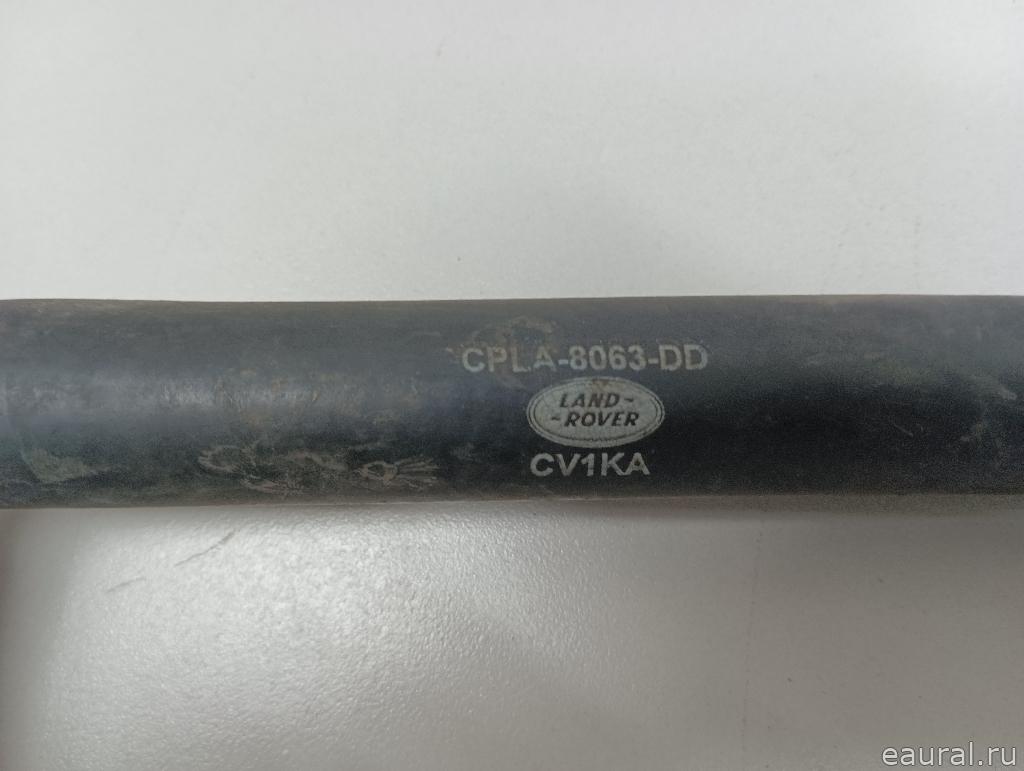 CPLA-8063-DD
LAND-
-ROVER
CV1KA
eaural.ru